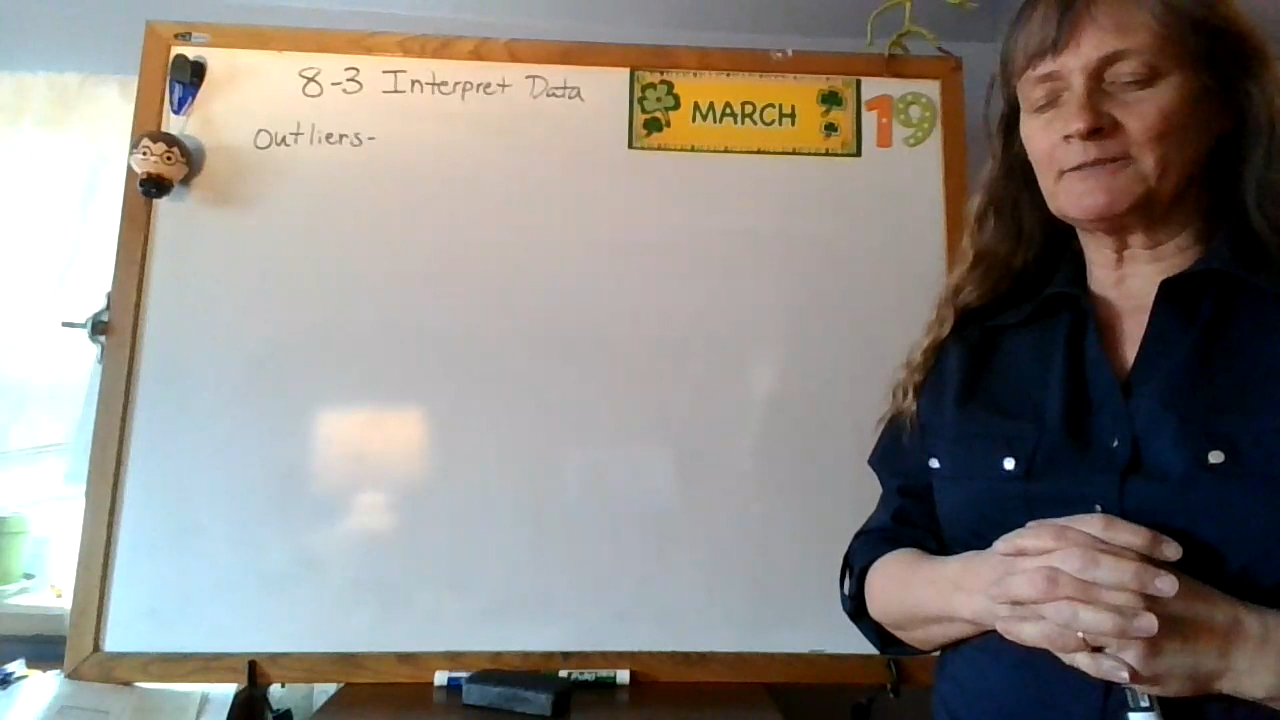 8-3 Interpret Data
MARCH 19
Outliers-